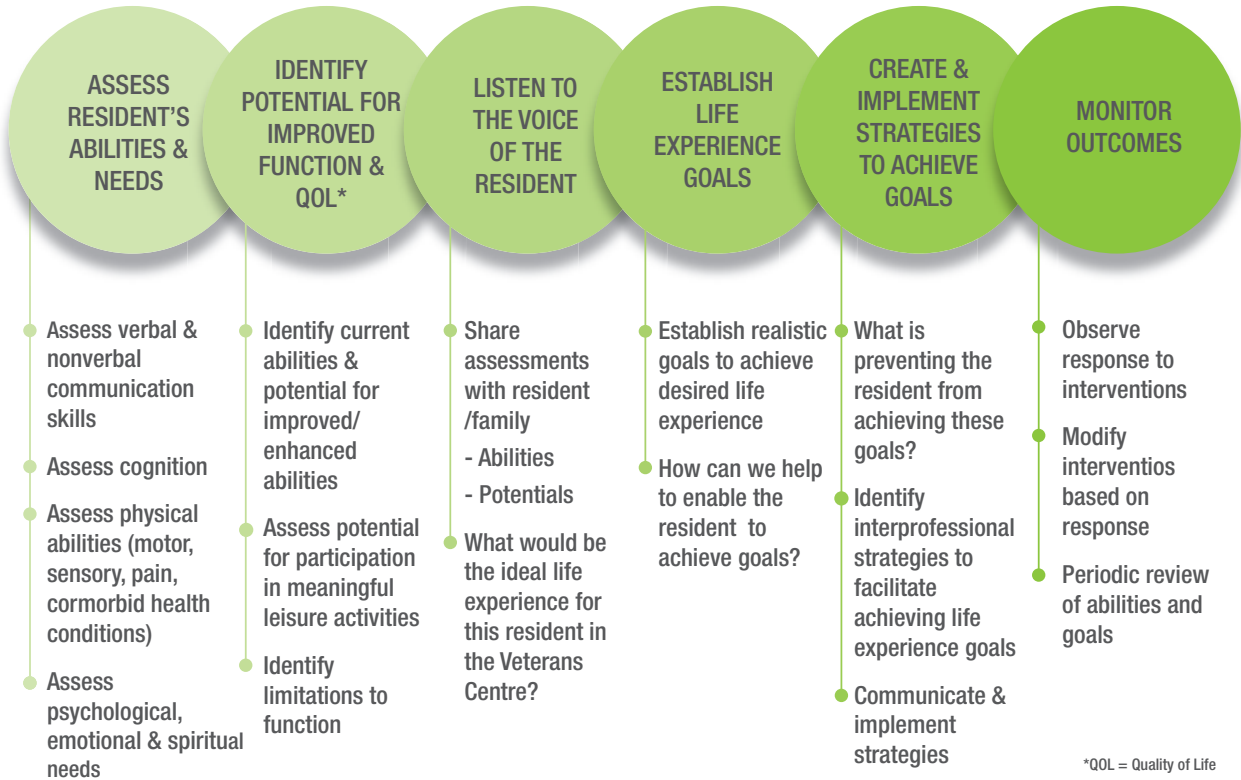 ASSESS
RESIDENT'S
ABILITIES &
NEEDS
IDENTIFY
POTENTIAL FOR
IMPROVED
FUNCTION &
QOL*
LISTEN TO
THE VOICE
OF THE
RESIDENT
ESTABLISH
LIFE
EXPERIENCE
GOALS
CREATE &
IMPLEMENT
STRATEGIES
TO ACHIEVE
GOALS
MONITOR
OUTCOMES
Assess verbal &
nonverbal
communication
skills
Assess cognition
Assess physical
abilities (motor,
sensory, pain,
cormorbid health
conditions)
Assess
psychological,
emotional & spiritual
needs
Identify current
abilities &
potential for
improved/
enhanced
abilities
Assess potential
for participation
in meaningful
leisure activities
Identify
limitations to
function
Share
assessments
with resident
/family
- Abilities
- Potentials
What would be
the ideal life
experience for
this resident in
the Veterans
Centre?
Establish realistic
goals to achieve
desired life
experience
How can we help
to enable the
resident to
achieve goals?
What is
preventing the
resident from
achieving these
goals?
Identify
interprofessional
strategies to
facilitate
achieving life
experience goals
Communicate &
implement
strategies
Observe
response to
interventions
Modify
interventios
based on
response
Periodic review
of abilities and
goals
*QOL = Quality of Life